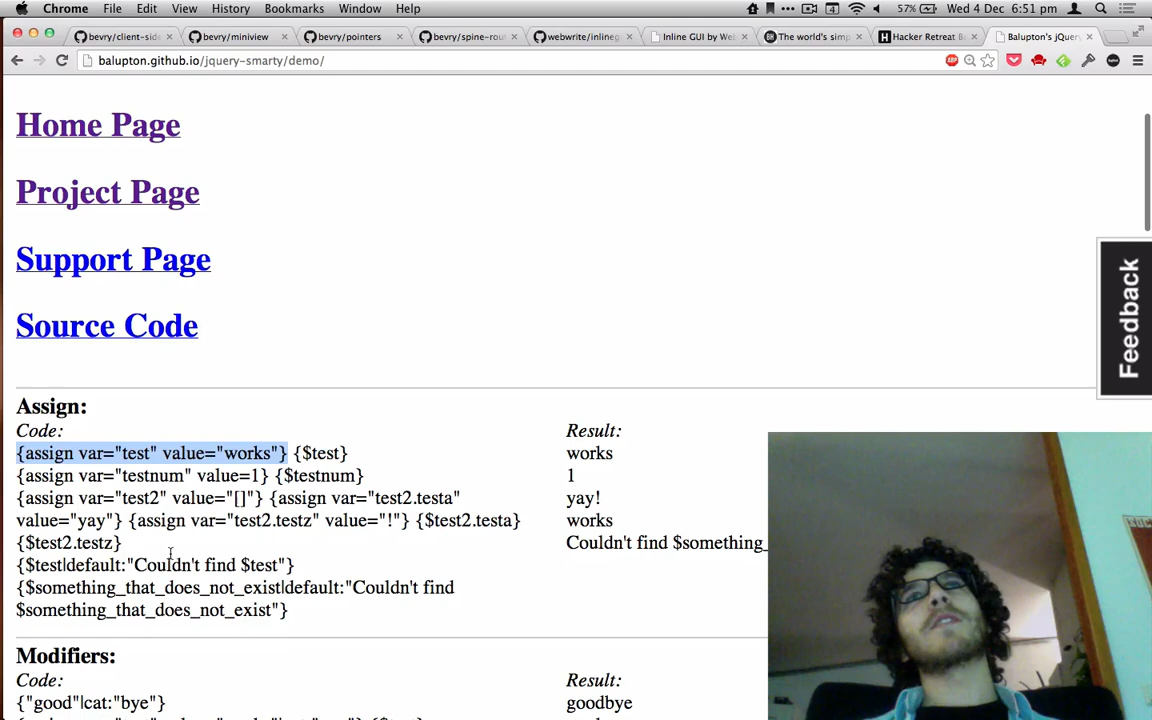 Chrome File Edit View History Bookmarks Window Help 4 57% Wed 4 Dec 6:51 pm
bevry/client-side bevry/miniview bevry/pointers bevry/spine-rou webwrite/inlineg Inline GUI by Web The world's simp Hacker Retreat B Balupton's jQuery
balupton.github.io/jquery-smarty/demo/ ABP
Home Page
Project Page
Support Page
Source Code
Feedback
Assign:
Code: Result:
{assign var="test" value="works"} {$test} works
{assign var="testnum" value=1} {$testnum} 1
{assign var="test2" value="[]"} {assign var="test2.testa" yay!
value="yay"} {assign var="test2.testz" value="!"} {$test2.testa} works
{$test2.testz} Couldn't find $something_
{$test|default:"Couldn't find $test"}
{$something_that_does_not_exist|default:"Couldn't find
$something_that_does_not_exist"}
Modifiers:
Code: Result:
{"good"|cat:"bye"} goodbye